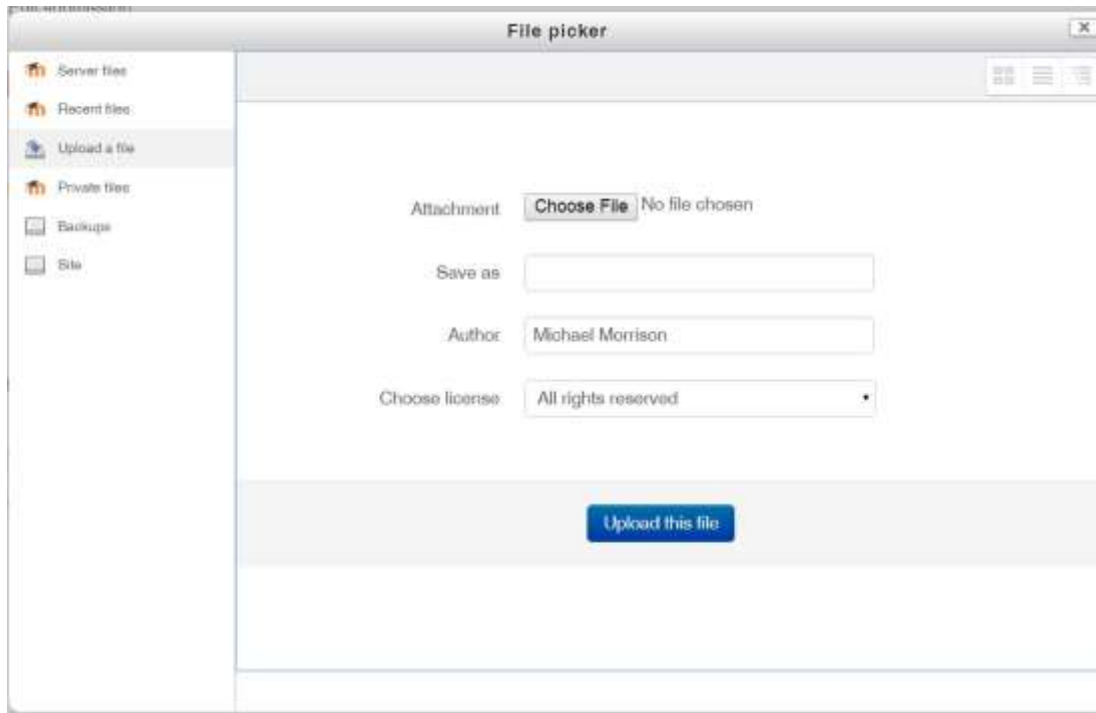 File picker
Server files
Recent files
Upload a file
Private files
Backups
Site
Attachment Choose File No file chosen
Save as
Author Michael Morrison
Choose license All rights reserved
Upload this file